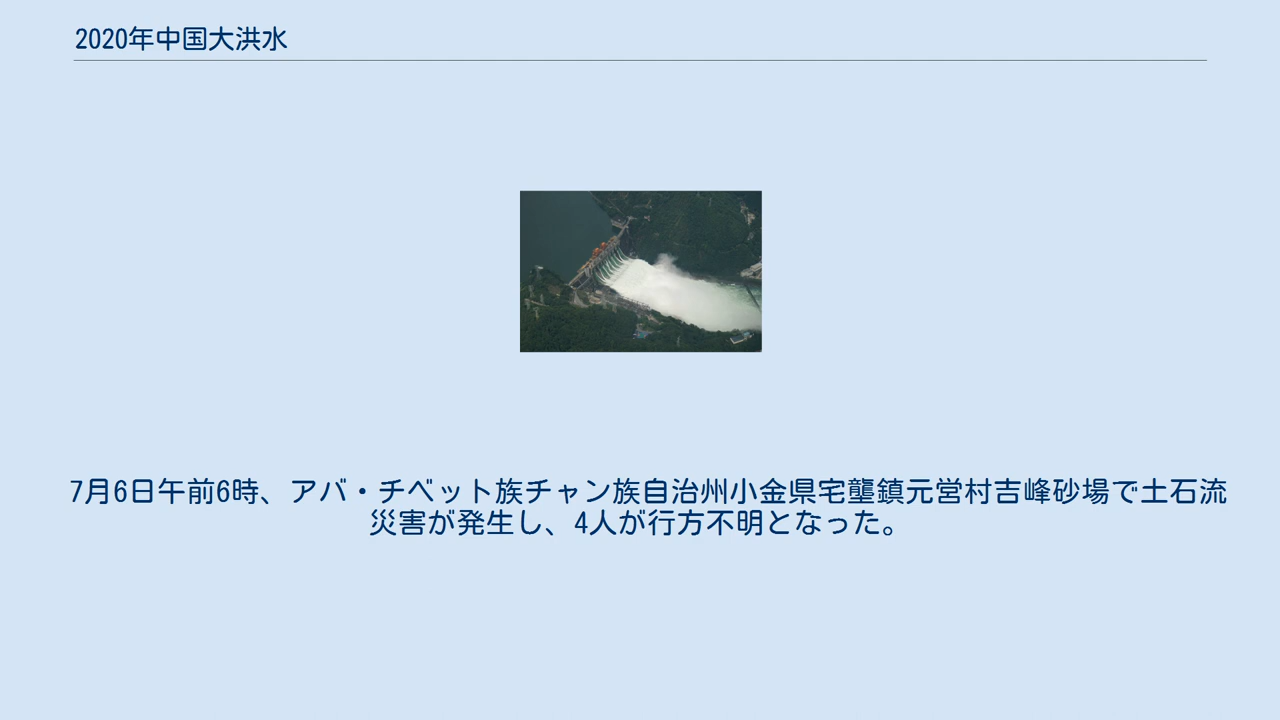 2020年中国大洪水
7月6日午前6時、アバ・チベット族チャン族自治州小金県宅壟鎮元営村吉峰砂場で土石流
災害が発生し、4人が行方不明となった。